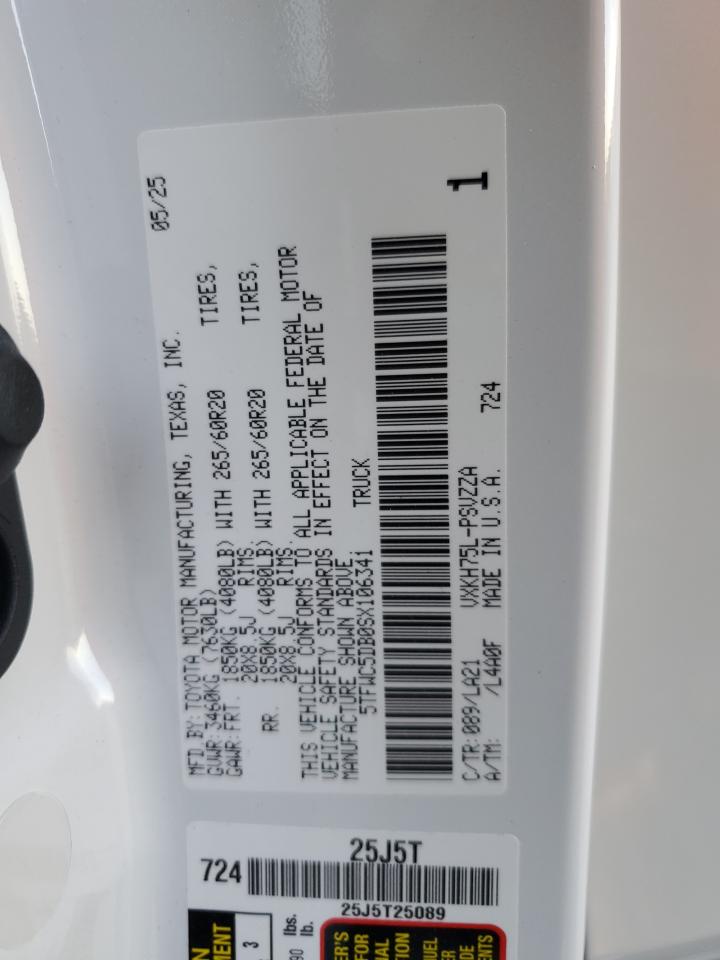 MFD BY: TOYOTA MOTOR MANUFACTURING, TEXAS, INC. 05/25
GVWR: 3460KG (7630LB)
GAWR: FRT. 1850KG (4080LB) WITH 265/60R20 TIRES,
20X8.5J RIMS.
RR. 1850KG (4080LB) WITH 265/60R20 TIRES,
20X8.5J RIMS.
THIS VEHICLE CONFORMS TO ALL APPLICABLE FEDERAL MOTOR
VEHICLE SAFETY STANDARDS IN EFFECT ON THE DATE OF
MANUFACTURE SHOWN ABOVE.
5TFWC5DB0SX106341 TRUCK
C/TR: 089/LA21 VXKH75L-PSVZZA 724
A/TM: /L4A0F MADE IN U.S.A.
1
25J5T
724
25J5T25089
lbs.
lb.
3